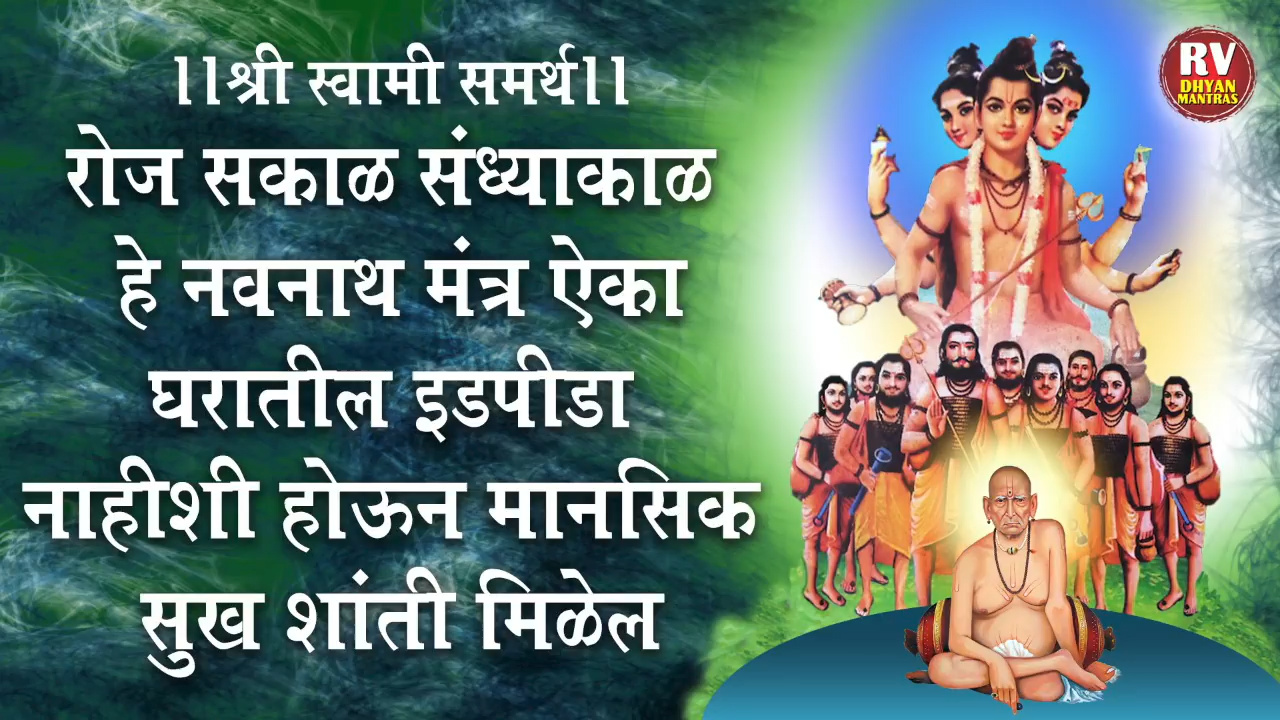 ।।श्री स्वामी समर्थ।।
रोज सकाळ संध्याकाळ
हे नवनाथ मंत्र ऐका
घरातील इडपीडा
नाहीशी होऊन मानसिक
सुख शांती मिळेल
RV
DHYAN
MANTRAS